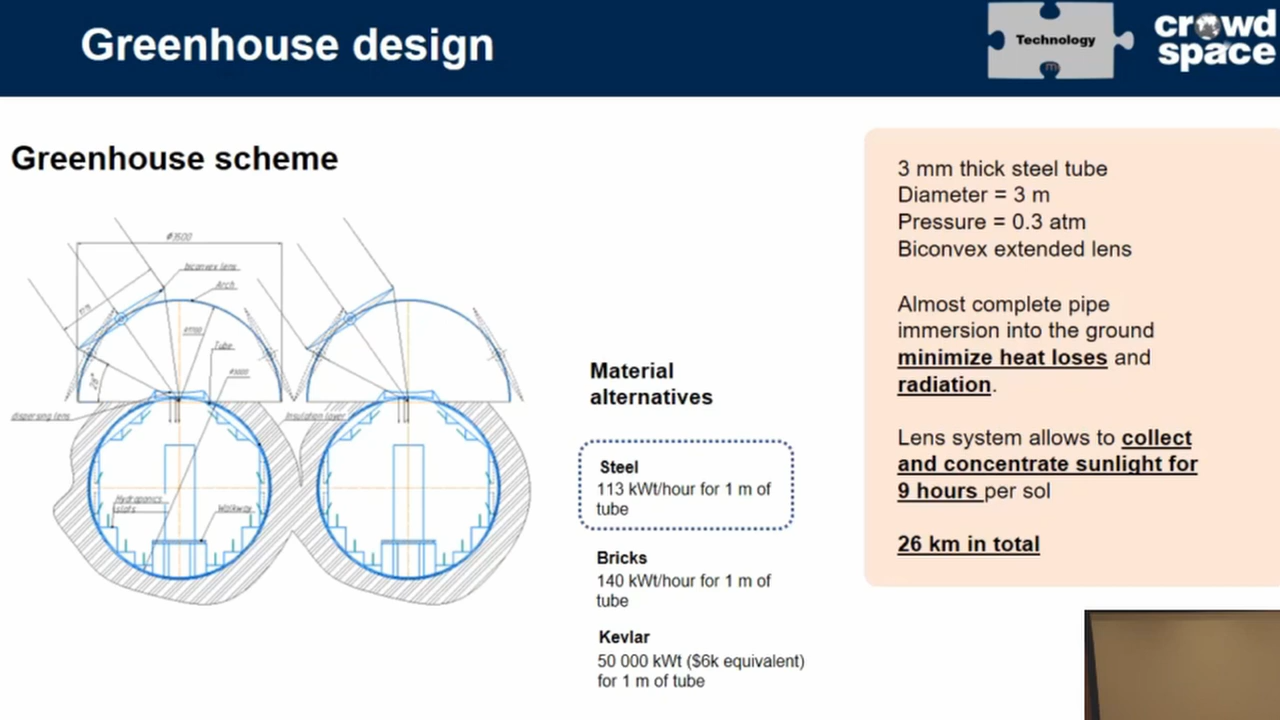 Greenhouse design
Technology
crowd
space
Greenhouse scheme
Ø3500
biconvex lens
Arch
Tube
dispersing lens
Insulation layer
Hydroponics
slots
Walkway
Material
alternatives
Steel
113 kWt/hour for 1 m of
tube
Bricks
140 kWt/hour for 1 m of
tube
Kevlar
50 000 kWt ($6k equivalent)
for 1 m of tube
3 mm thick steel tube
Diameter = 3 m
Pressure = 0.3 atm
Biconvex extended lens
Almost complete pipe
immersion into the ground
minimize heat loses and
radiation.
Lens system allows to collect
and concentrate sunlight for
9 hours per sol
26 km in total